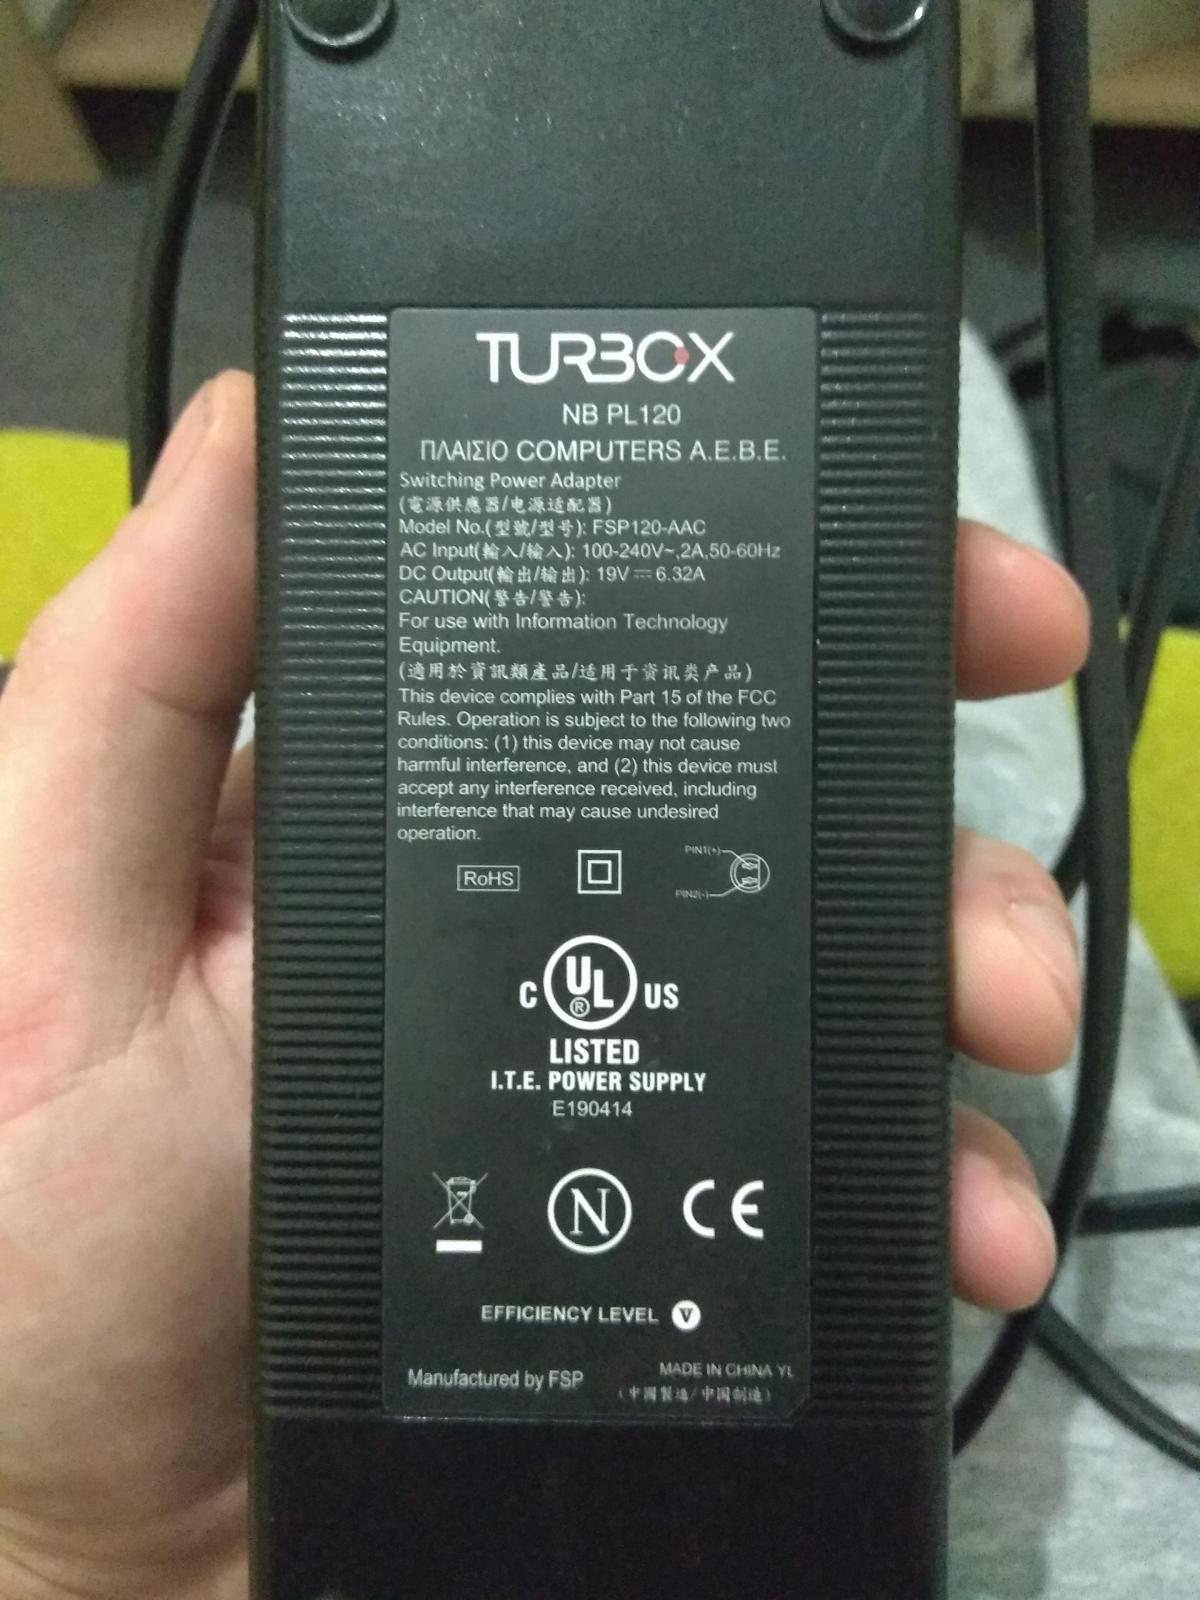 TURBOX
NB PL120
ΠΛΑΙΣΙΟ COMPUTERS A.E.B.E.
Switching Power Adapter
(電源供應器/电源适配器)
Model No.(型號/型号): FSP120-AAC
AC Input(輸入/输入): 100-240V~,2A,50-60Hz
DC Output(輸出/输出): 19V⎓6.32A
CAUTION(警告/警告):
For use with Information Technology
Equipment.
(適用於資訊類產品/适用于资讯类产品)
This device complies with Part 15 of the FCC
Rules. Operation is subject to the following two
conditions: (1) this device may not cause
harmful interference, and (2) this device must
accept any interference received, including
interference that may cause undesired
operation.
PIN1(+)
RoHS
PIN2(-)
C UL® US
LISTED
I.T.E. POWER SUPPLY
E190414
N CE
EFFICIENCY LEVEL V
Manufactured by FSP
MADE IN CHINA YL
(中國製造/中国制造)